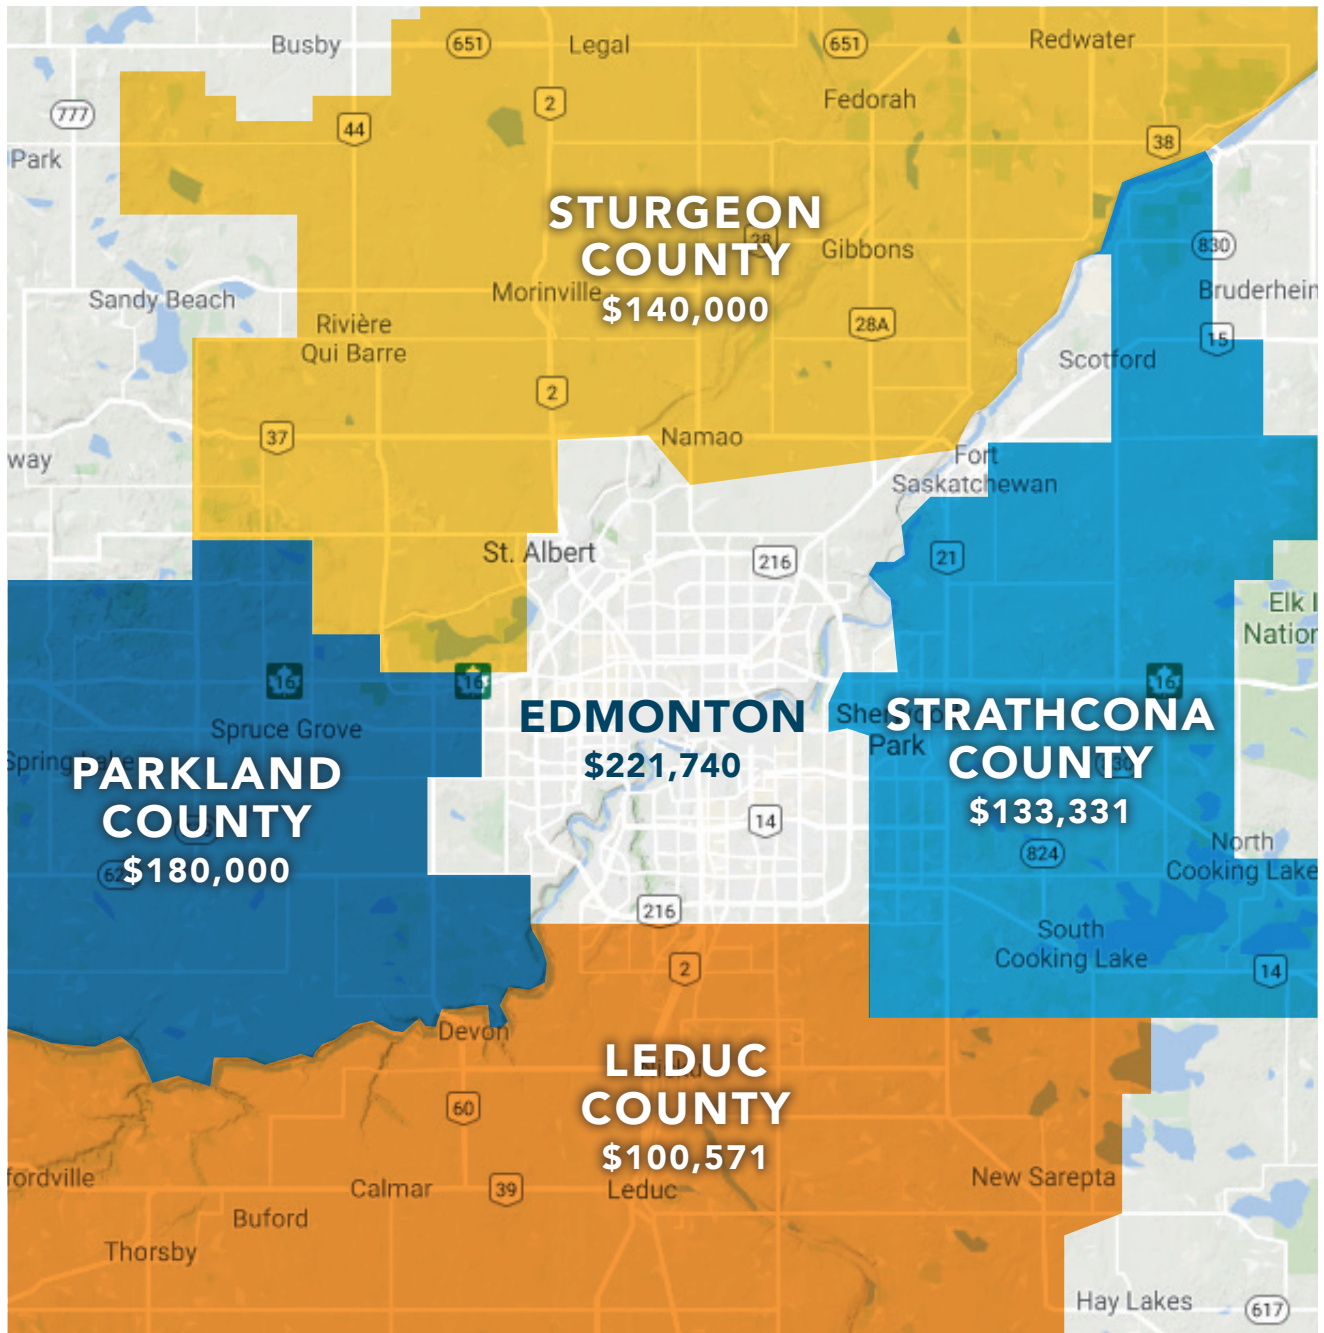 Busby
651
Legal
651
Redwater
777
44
2
Fedorah
38
Park
STURGEON
COUNTY
$140,000
28
Gibbons
830
Morinville
Sandy Beach
Rivière
Qui Barre
28A
15
Scotford
2
37
Namao
way
Fort
Saskatchewan
St. Albert
216
21
16
16
16
EDMONTON
$221,740
Spruce Grove
PARKLAND
COUNTY
$180,000
Park
STRATHCONA
COUNTY
$133,331
14
824
North
Cooking Lake
216
South
Cooking Lake
14
2
Devon
LEDUC
COUNTY
$100,571
60
New Sarepta
Calmar
39
Leduc
Buford
Thorsby
Hay Lakes
617